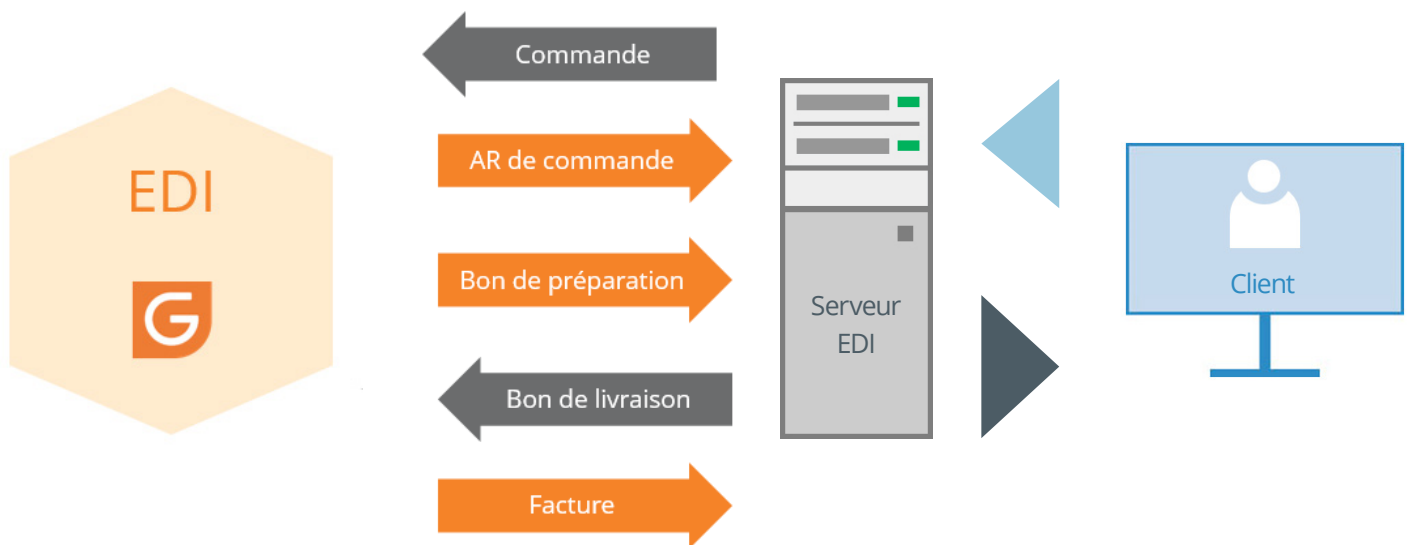 EDI
G
Commande
AR de commande
Bon de préparation
Bon de livraison
Facture
Serveur
EDI
Client